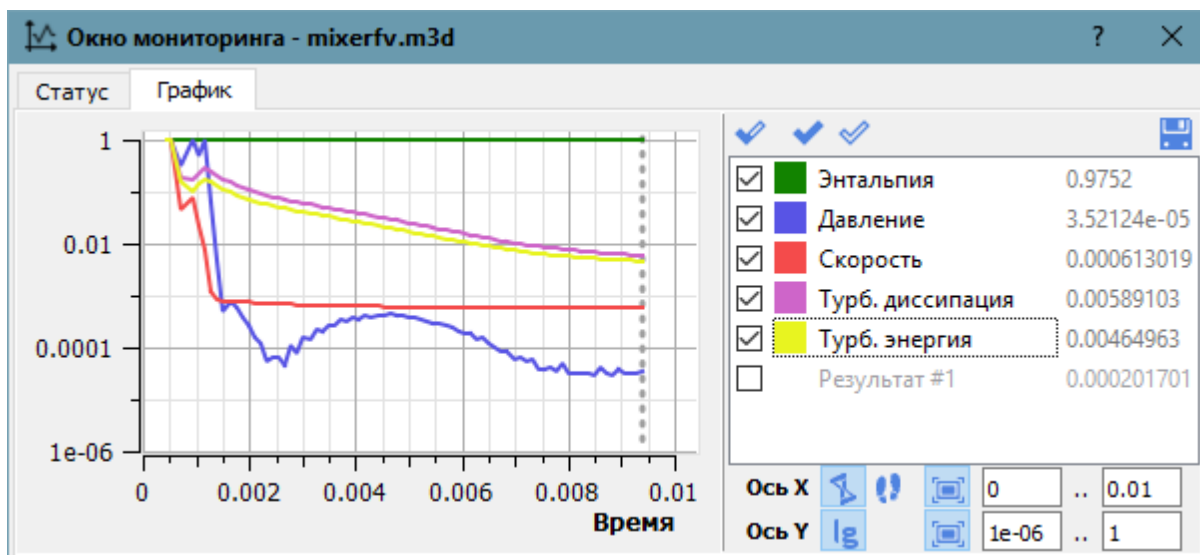 Окно мониторинга - mixerfv.m3d ?
Статус График
1
0.01
0.0001
1e-06
0 0.002 0.004 0.006 0.008 0.01
Время
Энтальпия 0.9752
Давление 3.52124e-05
Скорость 0.000613019
Турб. диссипация 0.00589103
Турб. энергия 0.00464963
Результат #1 0.000201701
Ось X 0 .. 0.01
Ось Y lg 1e-06 .. 1